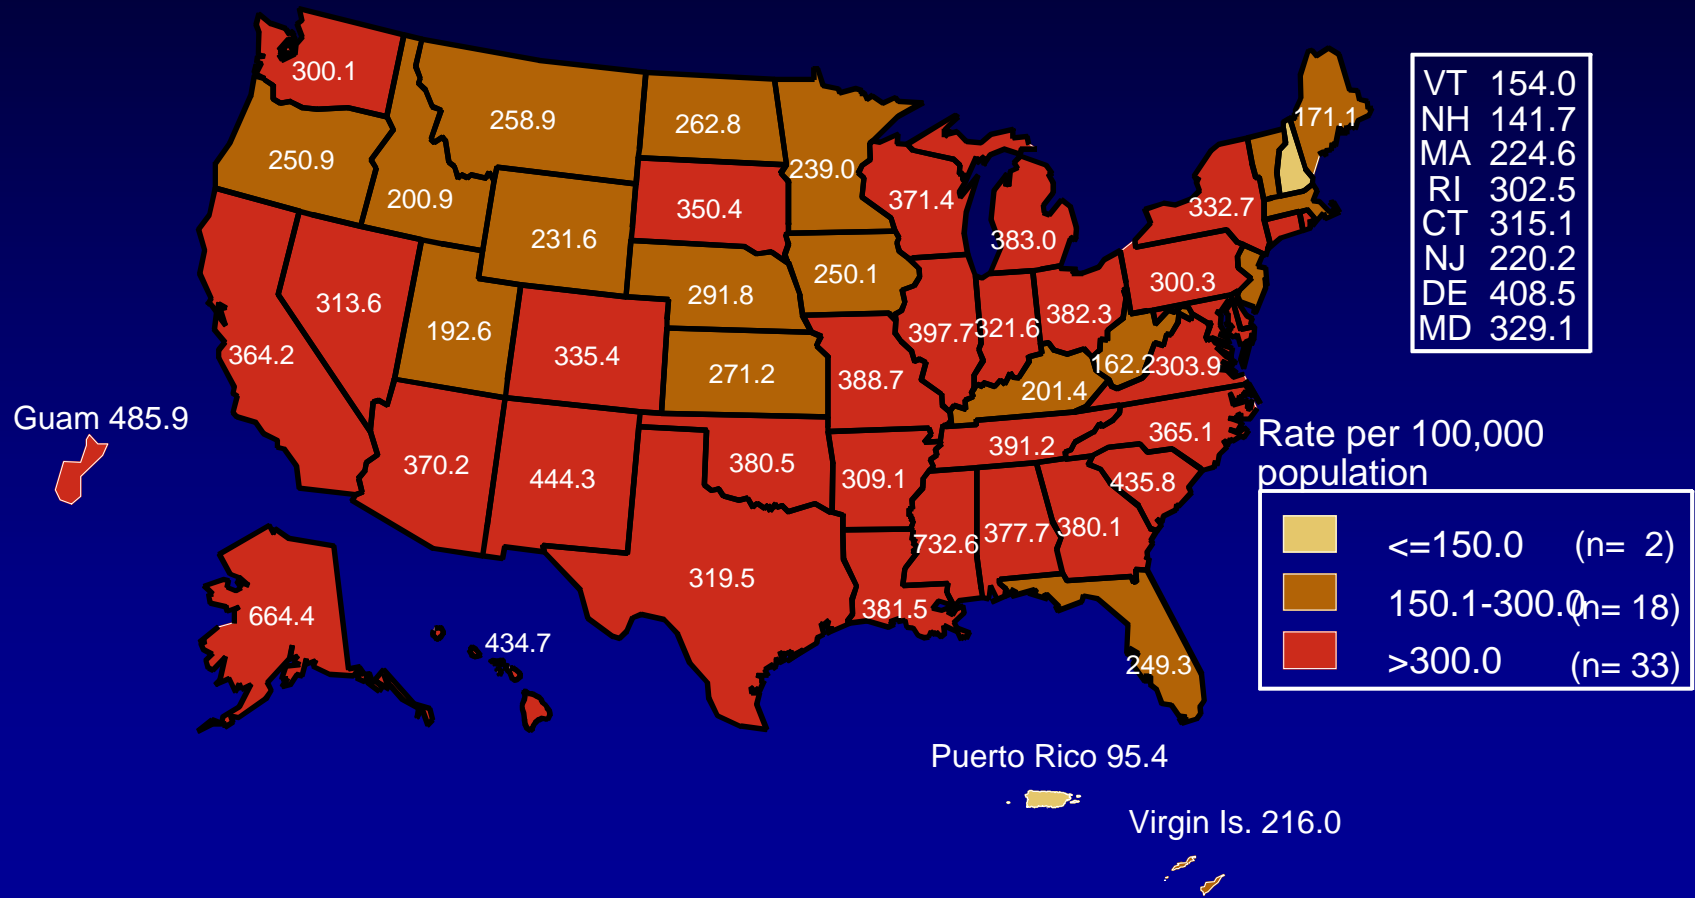 300.1
258.9
262.8
239.0
250.9
200.9
231.6
350.4
371.4
383.0
332.7
171.1
VT 154.0
NH 141.7
MA 224.6
RI 302.5
CT 315.1
NJ 220.2
DE 408.5
MD 329.1
364.2
313.6
192.6
335.4
291.8
271.2
250.1
388.7
397.7
321.6
382.3
300.3
162.2
303.9
201.4
Guam 485.9
370.2
444.3
380.5
309.1
391.2
365.1
435.8
319.5
732.6
377.7
380.1
381.5
249.3
664.4
434.7
Rate per 100,000
population
<=150.0 (n= 2)
150.1-300.0 (n= 18)
>300.0 (n= 33)
Puerto Rico 95.4
Virgin Is. 216.0